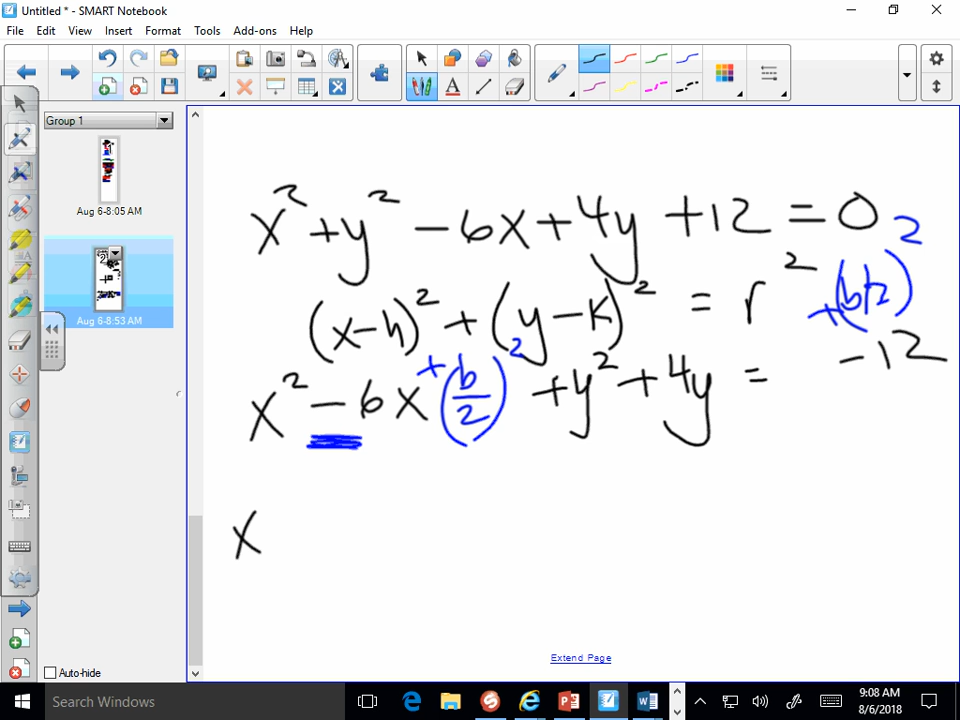 Untitled * - SMART Notebook
File Edit View Insert Format Tools Add-ons Help
Group 1
Aug 6-8:05 AM
Aug 6-8:53 AM
x² + y² - 6x + 4y + 12 = 0
(x-h)² + (y-k)² = r²
x² - 6x + (b/2)² + y² + 4y = -12 + (b/2)²
x
Extend Page
Auto-hide
Search Windows
9:08 AM
8/6/2018